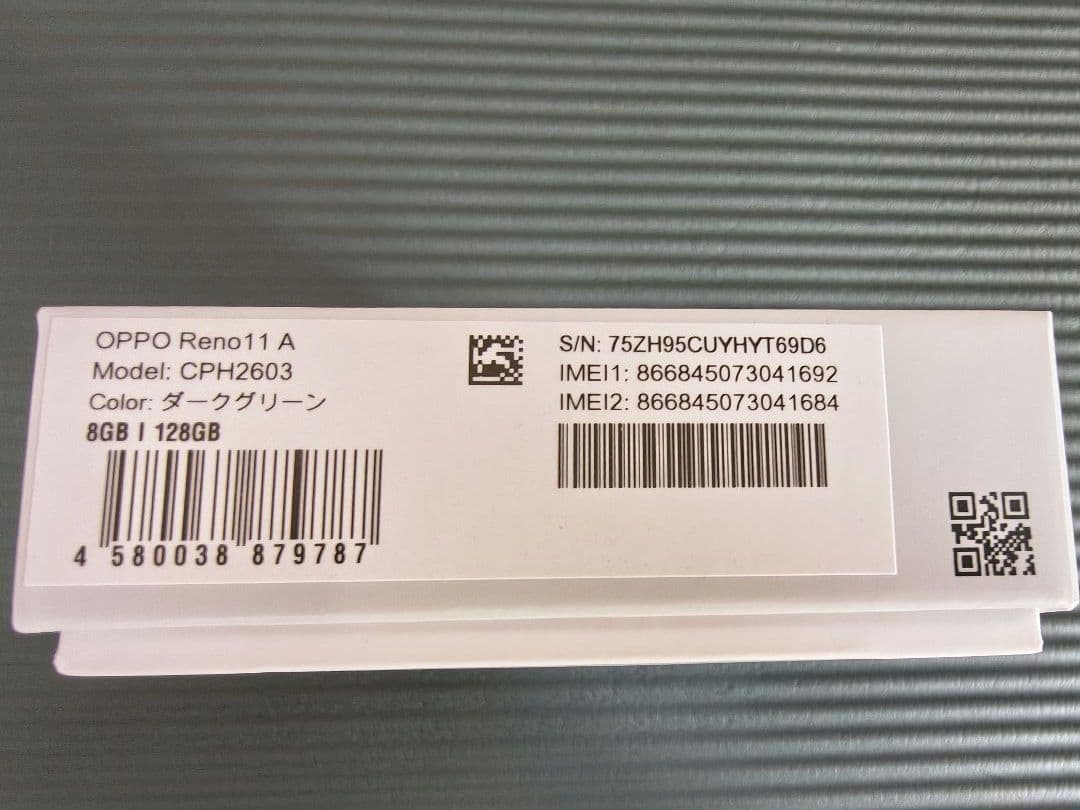 OPPO Reno11 A
Model: CPH2603
Color: ダークグリーン
8GB | 128GB
4 580038 879787
S/N: 75ZH95CUYHYT69D6
IMEI1: 866845073041692
IMEI2: 866845073041684